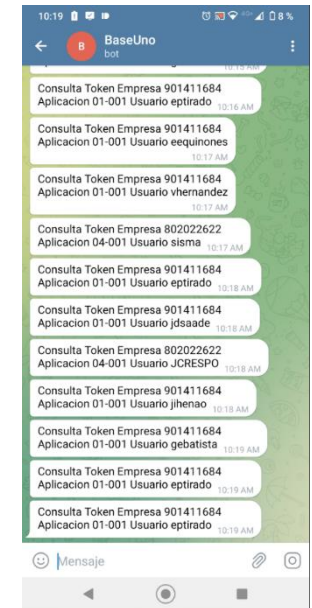 10:19
8%
B
BaseUno
bot
10:15 AM
Consulta Token Empresa 901411684
Aplicacion 01-001 Usuario eptirado 10:16 AM
Consulta Token Empresa 901411684
Aplicacion 01-001 Usuario eequinones
10:17 AM
Consulta Token Empresa 901411684
Aplicacion 01-001 Usuario vhernandez
10:17 AM
Consulta Token Empresa 802022622
Aplicacion 04-001 Usuario sisma 10:17 AM
Consulta Token Empresa 901411684
Aplicacion 01-001 Usuario eptirado 10:18 AM
Consulta Token Empresa 901411684
Aplicacion 01-001 Usuario jdsaade 10:18 AM
Consulta Token Empresa 802022622
Aplicacion 04-001 Usuario JCRESPO 10:18 AM
Consulta Token Empresa 901411684
Aplicacion 01-001 Usuario jihenao 10:18 AM
Consulta Token Empresa 901411684
Aplicacion 01-001 Usuario gebatista 10:19 AM
Consulta Token Empresa 901411684
Aplicacion 01-001 Usuario eptirado 10:19 AM
Consulta Token Empresa 901411684
Aplicacion 01-001 Usuario eptirado 10:19 AM
Mensaje